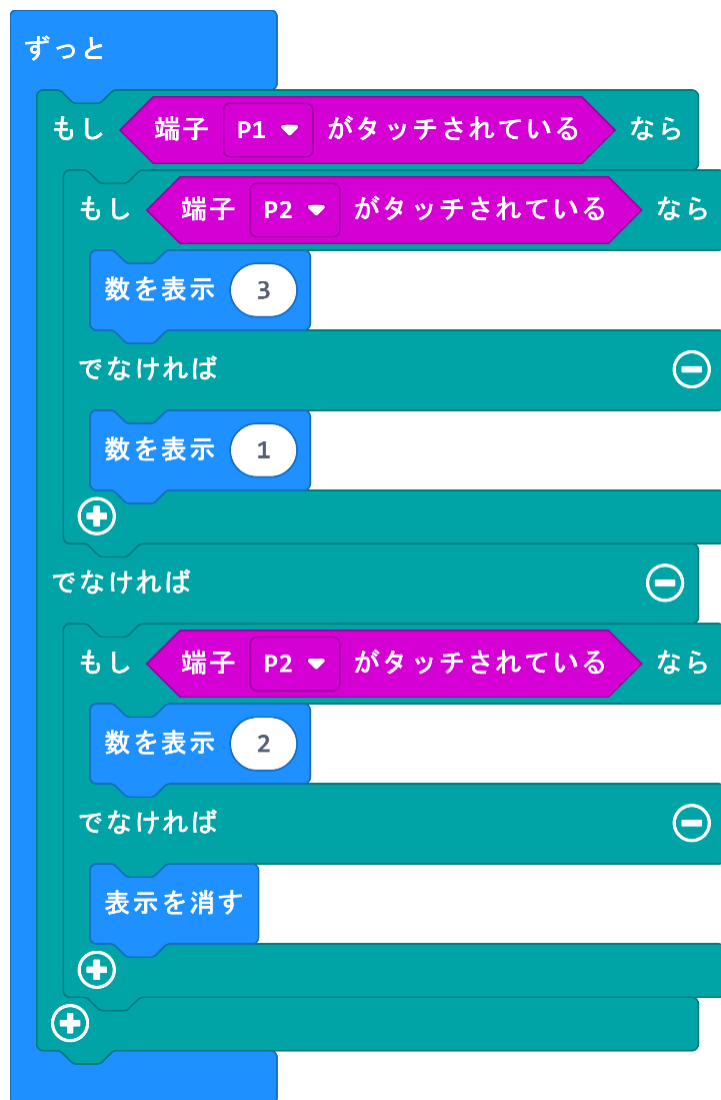 ずっと
もし 端子 P1 がタッチされている なら
もし 端子 P2 がタッチされている なら
数を表示 3
でなければ
数を表示 1
でなければ
もし 端子 P2 がタッチされている なら
数を表示 2
でなければ
表示を消す